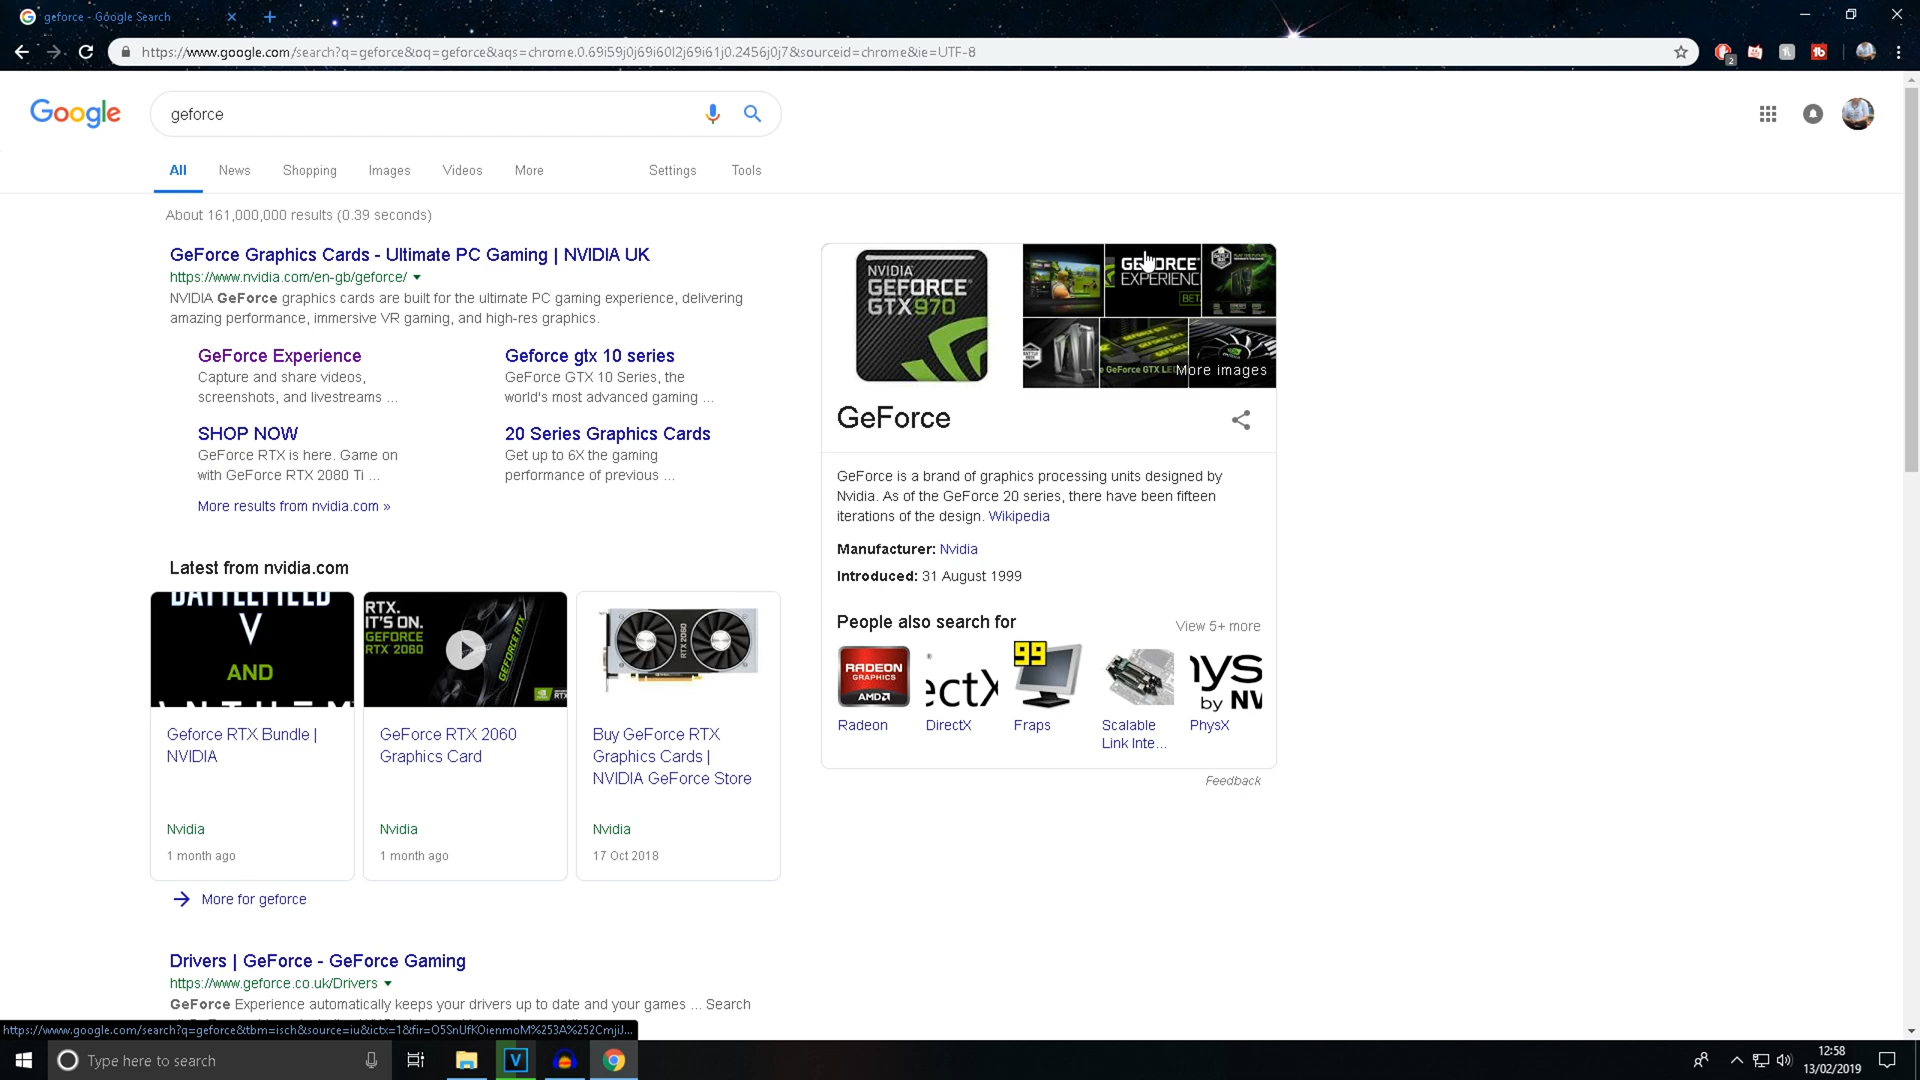 geforce - Google Search
https://www.google.com/search?q=geforce&oq=geforce&aqs=chrome.0.69i59j0j69i60l2j69i61j0.2456j0j7&sourceid=chrome&ie=UTF-8
2
Google
geforce
All News Shopping Images Videos More Settings Tools
About 161,000,000 results (0.39 seconds)
GeForce Graphics Cards - Ultimate PC Gaming | NVIDIA UK
https://www.nvidia.com/en-gb/geforce/
NVIDIA GeForce graphics cards are built for the ultimate PC gaming experience, delivering
amazing performance, immersive VR gaming, and high-res graphics.
GeForce Experience
Capture and share videos,
screenshots, and livestreams ...
Geforce gtx 10 series
GeForce GTX 10 Series, the
world's most advanced gaming ...
SHOP NOW
GeForce RTX is here. Game on
with GeForce RTX 2080 Ti ...
20 Series Graphics Cards
Get up to 6X the gaming
performance of previous ...
More results from nvidia.com »
Latest from nvidia.com
BATTLEFIELD
V
AND
ANTHEM
Geforce RTX Bundle |
NVIDIA
Nvidia
1 month ago
RTX.
IT'S ON.
GEFORCE
RTX 2060
GEFORCE RTX
GeForce RTX 2060
Graphics Card
Nvidia
1 month ago
RTX 2060
Buy GeForce RTX
Graphics Cards |
NVIDIA GeForce Store
Nvidia
17 Oct 2018
More for geforce
Drivers | GeForce - GeForce Gaming
https://www.geforce.co.uk/Drivers
GeForce Experience automatically keeps your drivers up to date and your games ... Search
NVIDIA
GEFORCE
GTX970
GEFORCE
EXPERIENC
BET
e GeForce GTX LED
More images
GeForce
GeForce is a brand of graphics processing units designed by
Nvidia. As of the GeForce 20 series, there have been fifteen
iterations of the design. Wikipedia
Manufacturer: Nvidia
Introduced: 31 August 1999
People also search for
View 5+ more
RADEON
GRAPHICS
AMD
ectX
99
hys
by NV
Radeon
DirectX
Fraps
Scalable
Link Inte...
PhysX
Feedback
https://www.google.com/search?q=geforce&tbm=isch&source=iu&ictx=1&fir=O5SnUfKOienmoM%253A%252CmjiJ...
Type here to search
V
12:58
13/02/2019